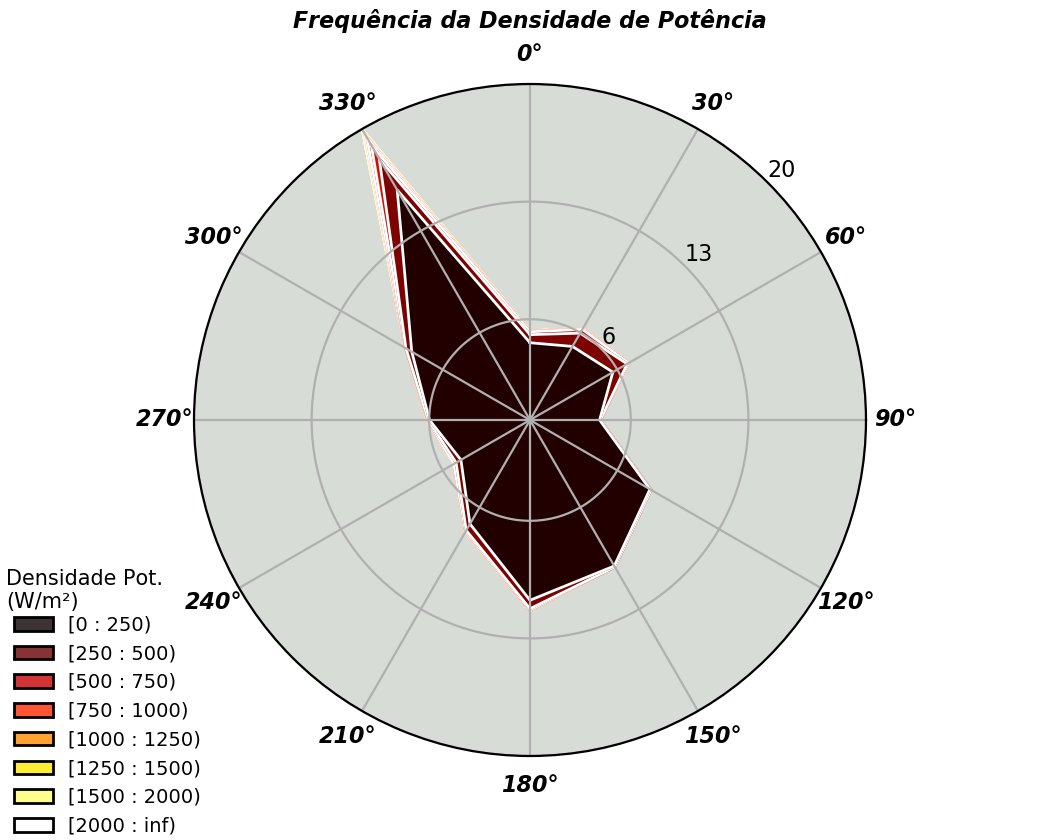 Frequência da Densidade de Potência
0°
330°
30°
20
300°
60°
13
6
270°
90°
240°
120°
210°
150°
180°
Densidade Pot.
(W/m²)
[0 : 250)
[250 : 500)
[500 : 750)
[750 : 1000)
[1000 : 1250)
[1250 : 1500)
[1500 : 2000)
[2000 : inf)